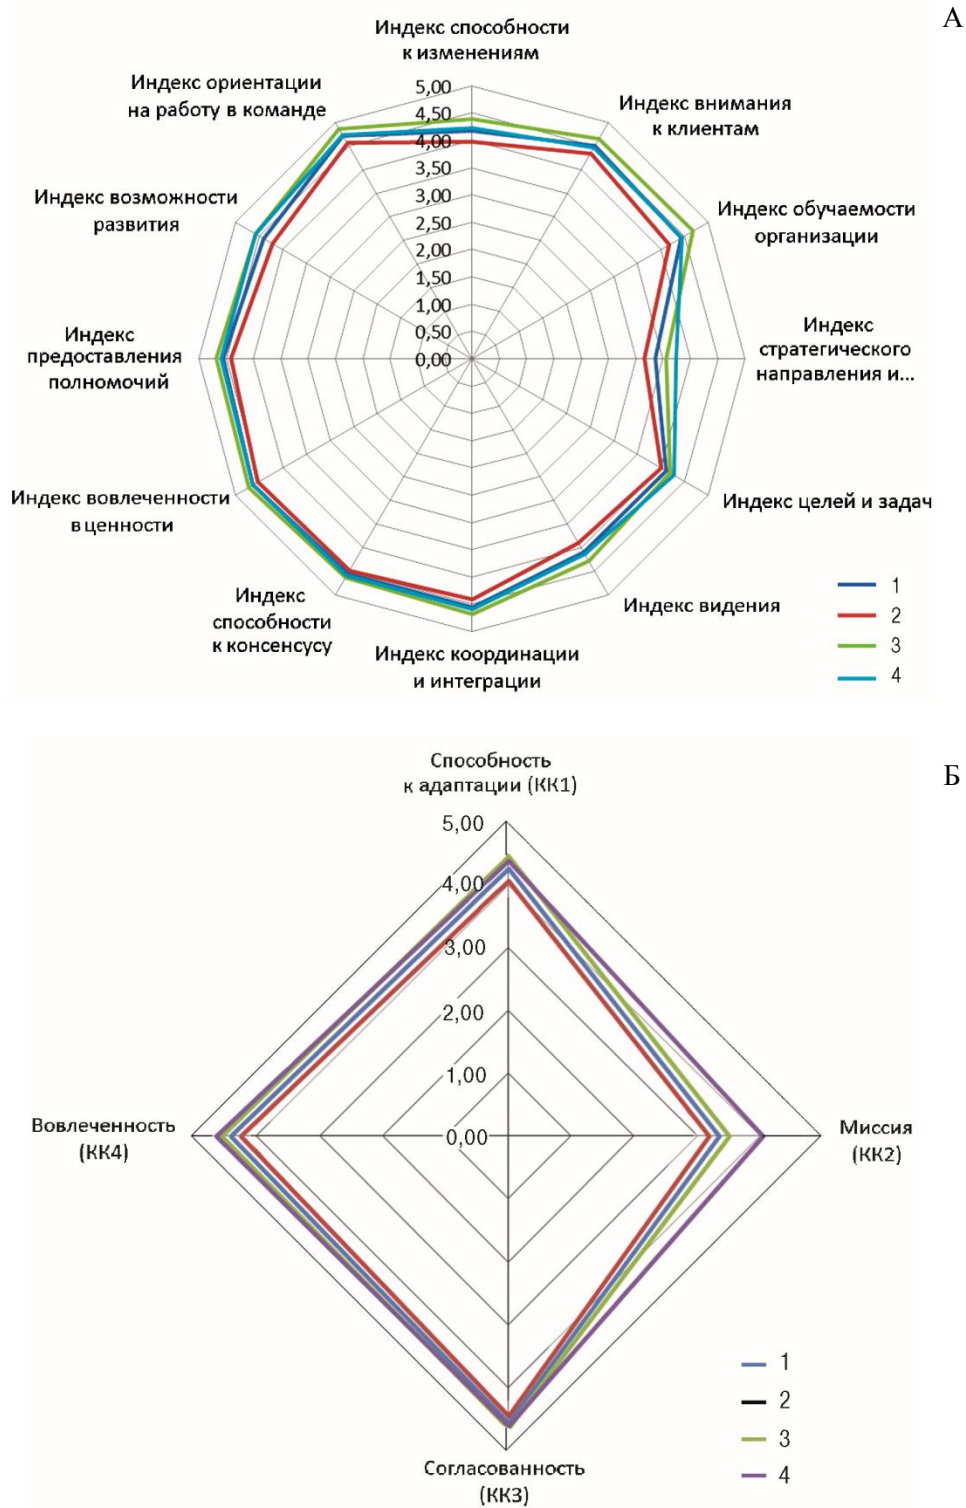 А
Индекс способности
к изменениям
Индекс ориентации
на работу в команде
Индекс внимания
к клиентам
Индекс возможности
развития
Индекс обучаемости
организации
Индекс
предоставления
полномочий
Индекс
стратегического
направления и...
Индекс вовлеченности
в ценности
Индекс целей и задач
Индекс
способности
к консенсусу
Индекс видения
Индекс координации
и интеграции
5,00
4,50
4,00
3,50
3,00
2,50
2,00
1,50
1,00
0,50
0,00
1
2
3
4
Б
Способность
к адаптации (КК1)
5,00
4,00
3,00
2,00
1,00
0,00
Вовлеченность
(КК4)
Миссия
(КК2)
Согласованность
(КК3)
1
2
3
4